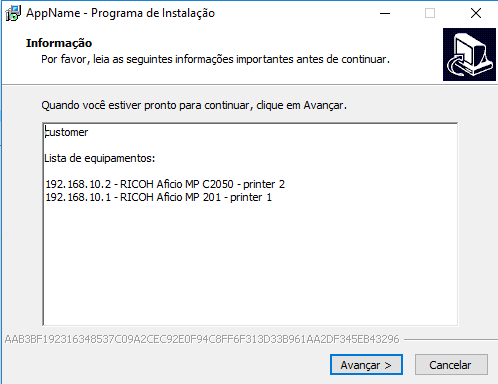 AppName - Programa de Instalação
Informação
Por favor, leia as seguintes informações importantes antes de continuar.
Quando você estiver pronto para continuar, clique em Avançar.
customer
Lista de equipamentos:
192.168.10.2 - RICOH Aficio MP C2050 - printer 2
192.168.10.1 - RICOH Aficio MP 201 - printer 1
AAB3BF192316348537C09A2CEC92E0F94C8FF6F313D33B961AA2DF345EB43296
Avançar >
Cancelar